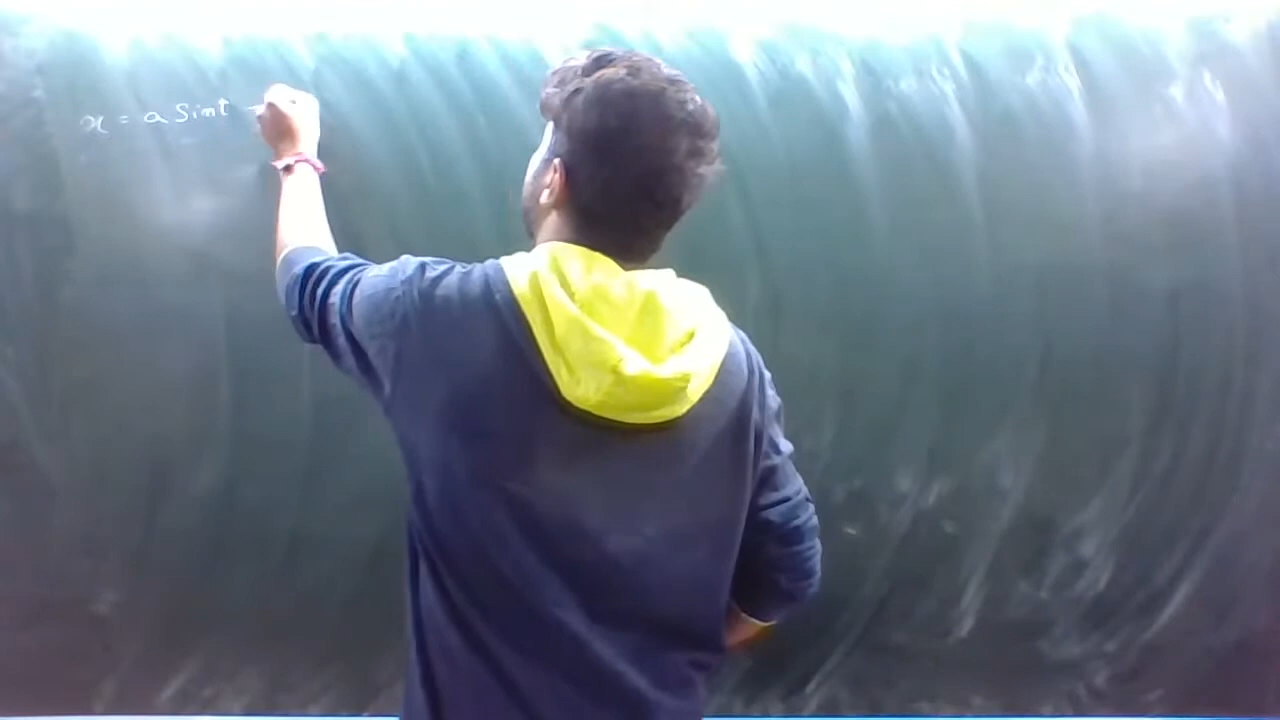 x = a Sint -